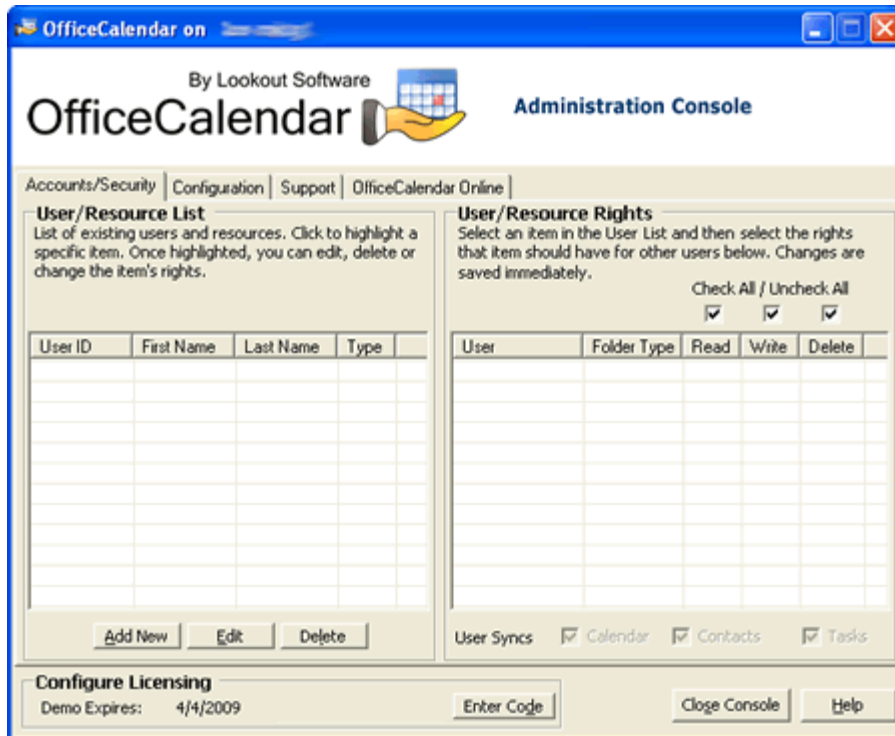 OfficeCalendar on
By Lookout Software
OfficeCalendar
Administration Console
Accounts/Security Configuration Support OfficeCalendar Online
User/Resource List
List of existing users and resources. Click to highlight a
specific item. Once highlighted, you can edit, delete or
change the item's rights.
User ID First Name Last Name Type
Add New Edit Delete
User/Resource Rights
Select an item in the User List and then select the rights
that item should have for other users below. Changes are
saved immediately.
Check All / Uncheck All
User Folder Type Read Write Delete
User Syncs Calendar Contacts Tasks
Configure Licensing
Demo Expires: 4/4/2009
Enter Code
Close Console Help